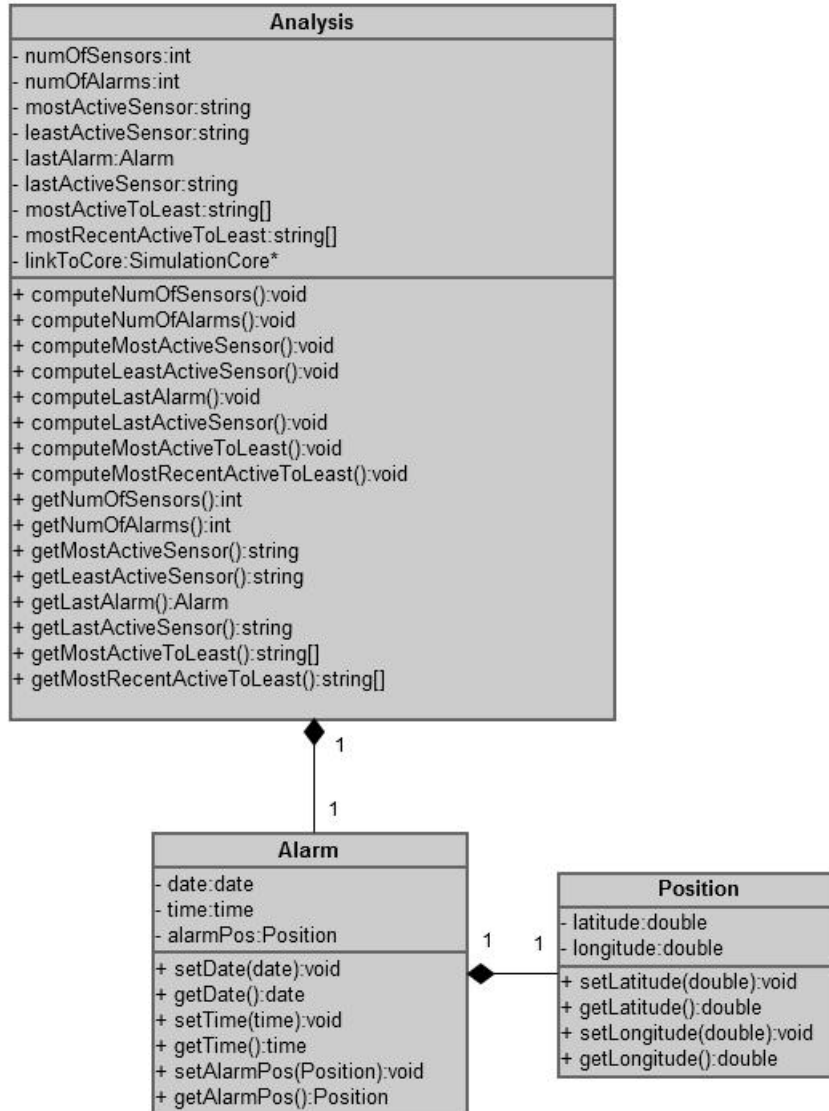 Analysis
- numOfSensors:int
- numOfAlarms:int
- mostActiveSensor:string
- leastActiveSensor:string
- lastAlarm:Alarm
- lastActiveSensor:string
- mostActiveToLeast:string[]
- mostRecentActiveToLeast:string[]
- linkToCore:SimulationCore*
+ computeNumOfSensors():void
+ computeNumOfAlarms():void
+ computeMostActiveSensor():void
+ computeLeastActiveSensor():void
+ computeLastAlarm():void
+ computeLastActiveSensor():void
+ computeMostActiveToLeast():void
+ computeMostRecentActiveToLeast():void
+ getNumOfSensors():int
+ getNumOfAlarms():int
+ getMostActiveSensor():string
+ getLeastActiveSensor():string
+ getLastAlarm():Alarm
+ getLastActiveSensor():string
+ getMostActiveToLeast():string[]
+ getMostRecentActiveToLeast():string[]
1
1
Alarm
- date:date
- time:time
- alarmPos:Position
+ setDate(date):void
+ getDate():date
+ setTime(time):void
+ getTime():time
+ setAlarmPos(Position):void
+ getAlarmPos():Position
1
1
Position
- latitude:double
- longitude:double
+ setLatitude(double):void
+ getLatitude():double
+ setLongitude(double):void
+ getLongitude():double